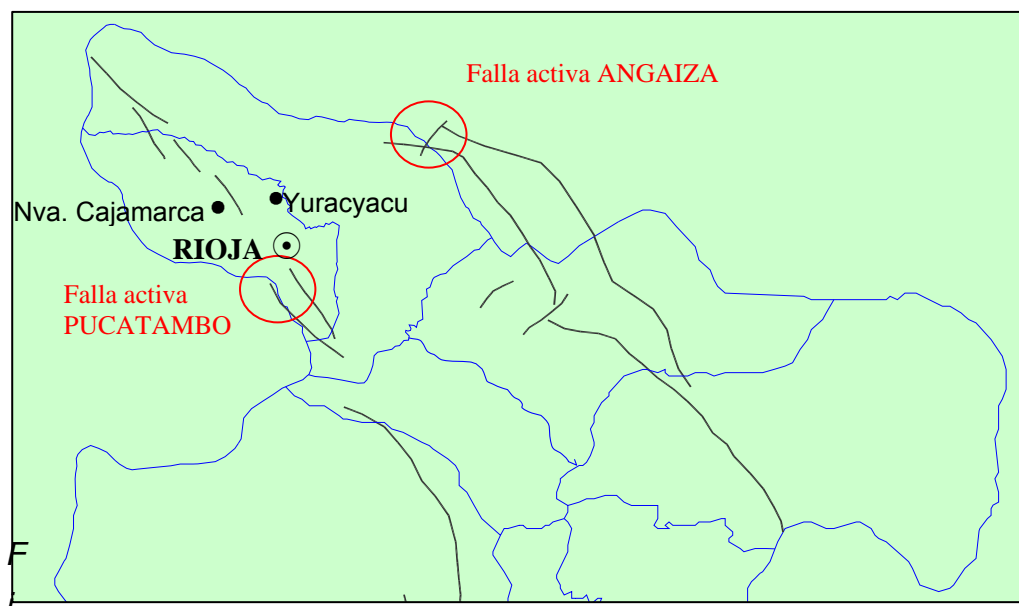 Falla activa ANGAIZA
Nva. Cajamarca
Yuracyacu
RIOJA
Falla activa
PUCATAMBO
F